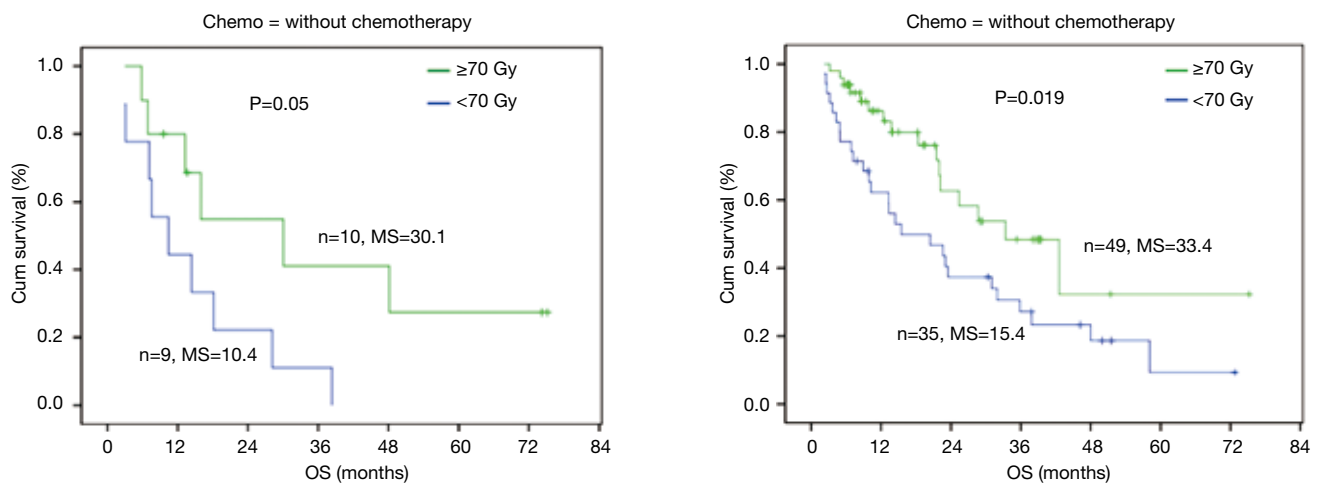 Chemo = without chemotherapy
Cum survival (%)
1.0
0.8
0.6
0.4
0.2
0.0
≥70 Gy
<70 Gy
P=0.05
n=10, MS=30.1
n=9, MS=10.4
0 12 24 36 48 60 72 84
OS (months)
Chemo = without chemotherapy
Cum survival (%)
1.0
0.8
0.6
0.4
0.2
0.0
≥70 Gy
<70 Gy
P=0.019
n=49, MS=33.4
n=35, MS=15.4
0 12 24 36 48 60 72 84
OS (months)